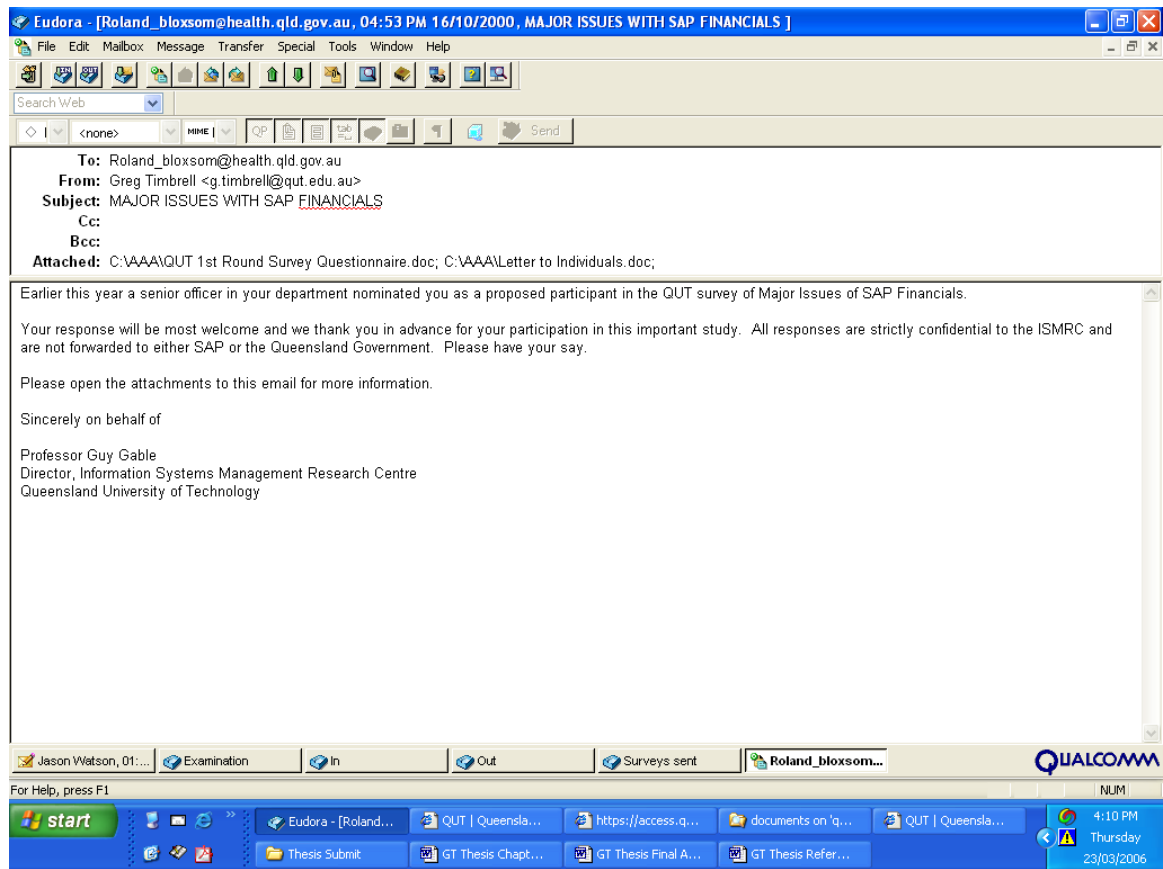 Eudora - [Roland_bloxsom@health.qld.gov.au, 04:53 PM 16/10/2000, MAJOR ISSUES WITH SAP FINANCIALS ]
File Edit Mailbox Message Transfer Special Tools Window Help
Search Web
<none> MIME QP tab Send
To: Roland_bloxsom@health.qld.gov.au
From: Greg Timbrell <g.timbrell@qut.edu.au>
Subject: MAJOR ISSUES WITH SAP FINANCIALS
Cc:
Bcc:
Attached: C:\AAA\QUT 1st Round Survey Questionnaire.doc; C:\AAA\Letter to Individuals.doc;
Earlier this year a senior officer in your department nominated you as a proposed participant in the QUT survey of Major Issues of SAP Financials.
Your response will be most welcome and we thank you in advance for your participation in this important study. All responses are strictly confidential to the ISMRC and
are not forwarded to either SAP or the Queensland Government. Please have your say.
Please open the attachments to this email for more information.
Sincerely on behalf of
Professor Guy Gable
Director, Information Systems Management Research Centre
Queensland University of Technology
Jason Watson, 01:... Examination In Out Surveys sent Roland_bloxsom... QUALCOMM
For Help, press F1 NUM
start Eudora - [Roland... QUT | Queensla... https://access.q... documents on 'q... QUT | Queensla... 4:10 PM
Thursday
Thesis Submit GT Thesis Chapt... GT Thesis Final A... GT Thesis Refer... 23/03/2006